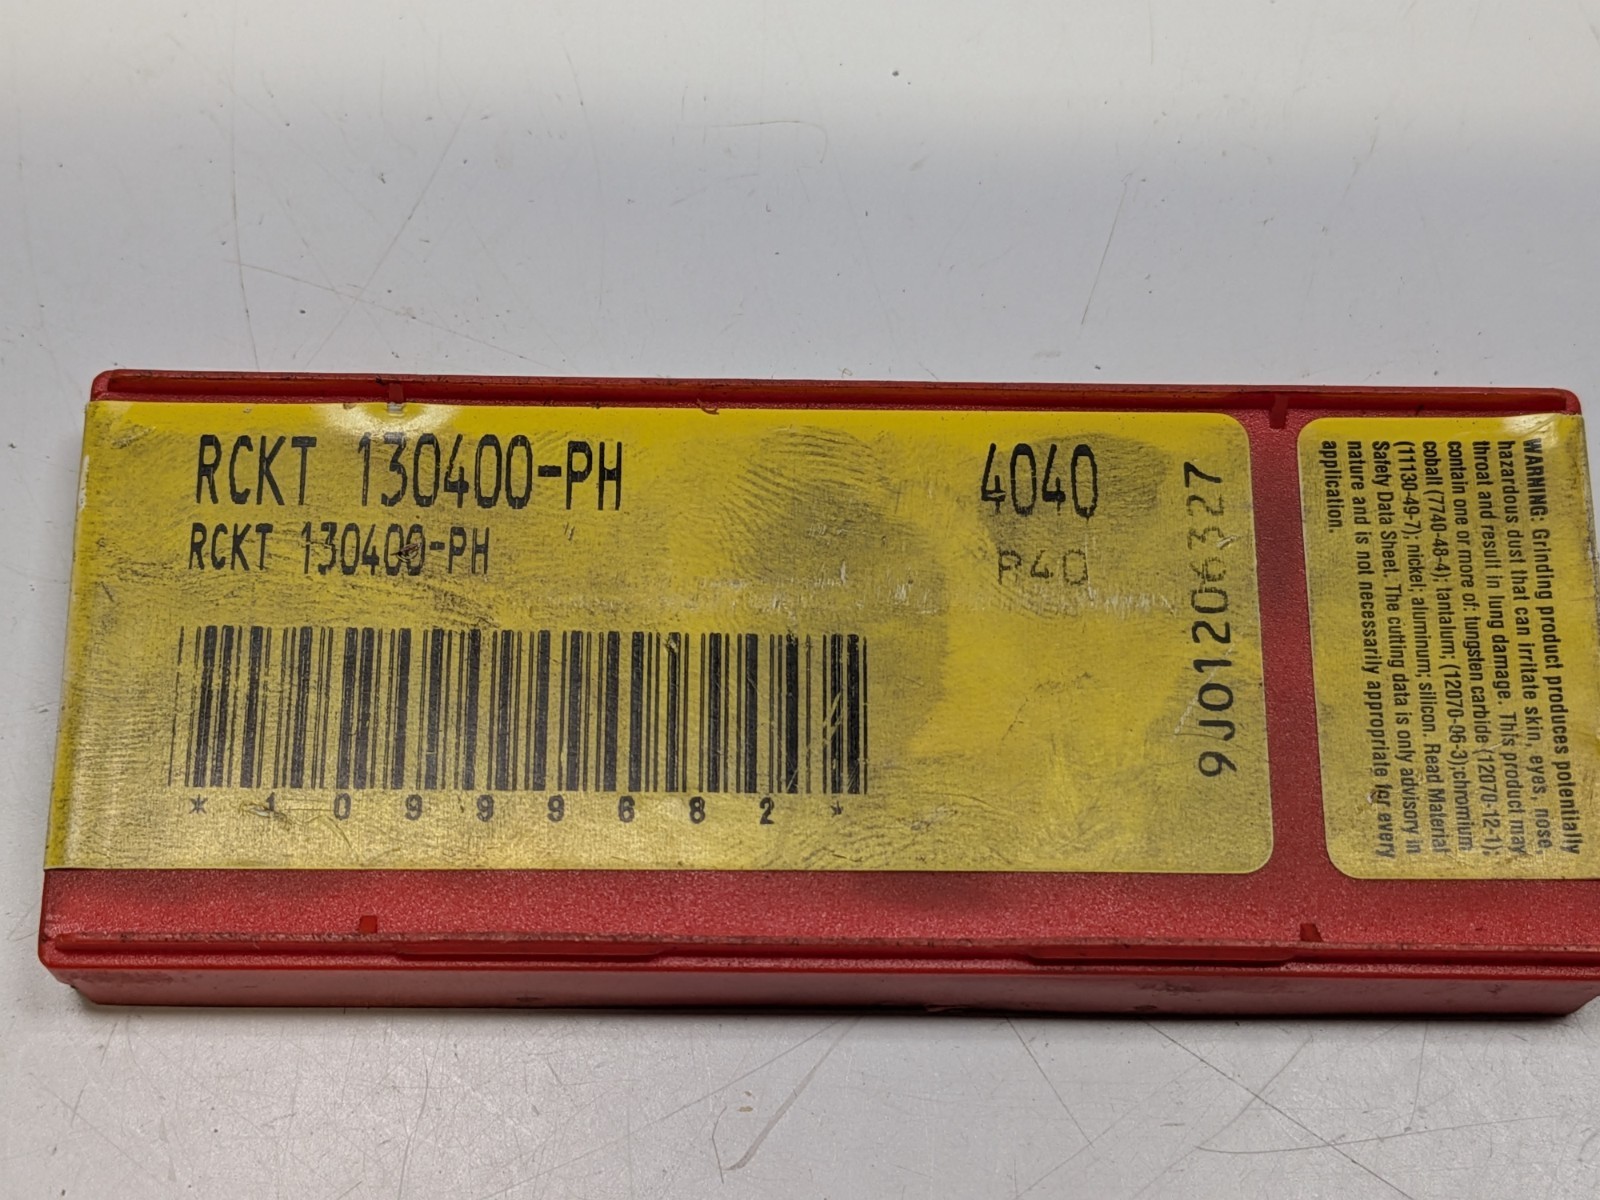 RCKT 130400-PH
RCKT 130400-PH
4040
P40
*10999682*
9J01206327
WARNING: Grinding product produces potentially
hazardous dust that can irritate skin, eyes, nose,
throat and result in lung damage. This product may
contain one or more of: tungsten carbide (12070-12-1);
cobalt (7740-48-4); tantalum; (12070-06-3);chromium
(11130-49-7); nickel; aluminum; silicon. Read Material
Safety Data Sheet. The cutting data is only advisory in
nature and is not necessarily appropriate for every
application.